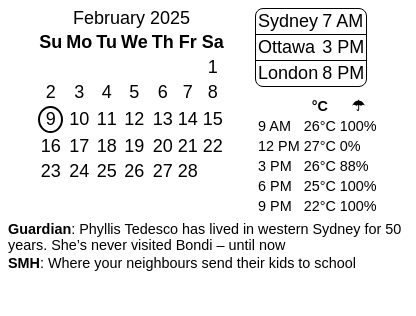 February 2025
Su Mo Tu We Th Fr Sa
1
2 3 4 5 6 7 8
9 10 11 12 13 14 15
16 17 18 19 20 21 22
23 24 25 26 27 28
Sydney 7 AM
Ottawa 3 PM
London 8 PM
°C ☂
9 AM 26°C 100%
12 PM 27°C 0%
3 PM 26°C 88%
6 PM 25°C 100%
9 PM 22°C 100%
Guardian: Phyllis Tedesco has lived in western Sydney for 50
years. She’s never visited Bondi – until now
SMH: Where your neighbours send their kids to school